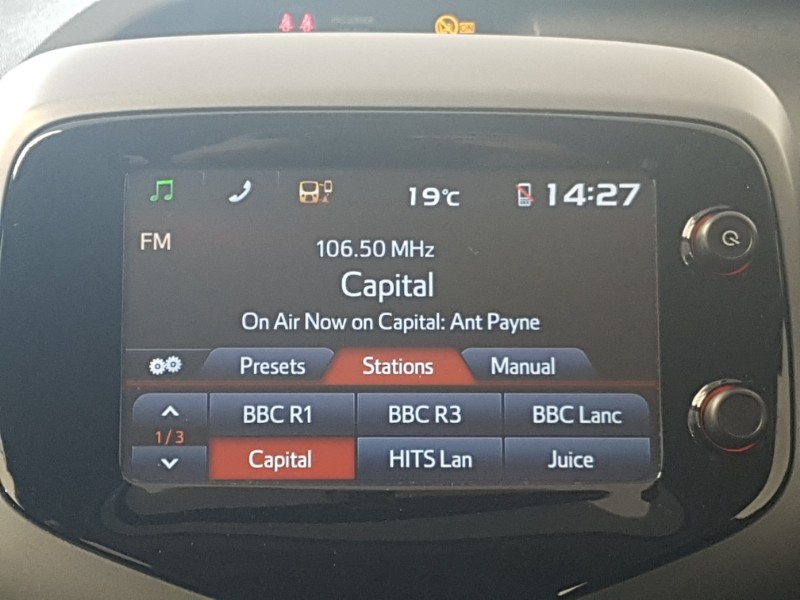 ON
19°C 14:27
FM
106.50 MHz
Capital
On Air Now on Capital: Ant Payne
Presets Stations Manual
BBC R1 BBC R3 BBC Lanc
1/3
Capital HITS Lan Juice